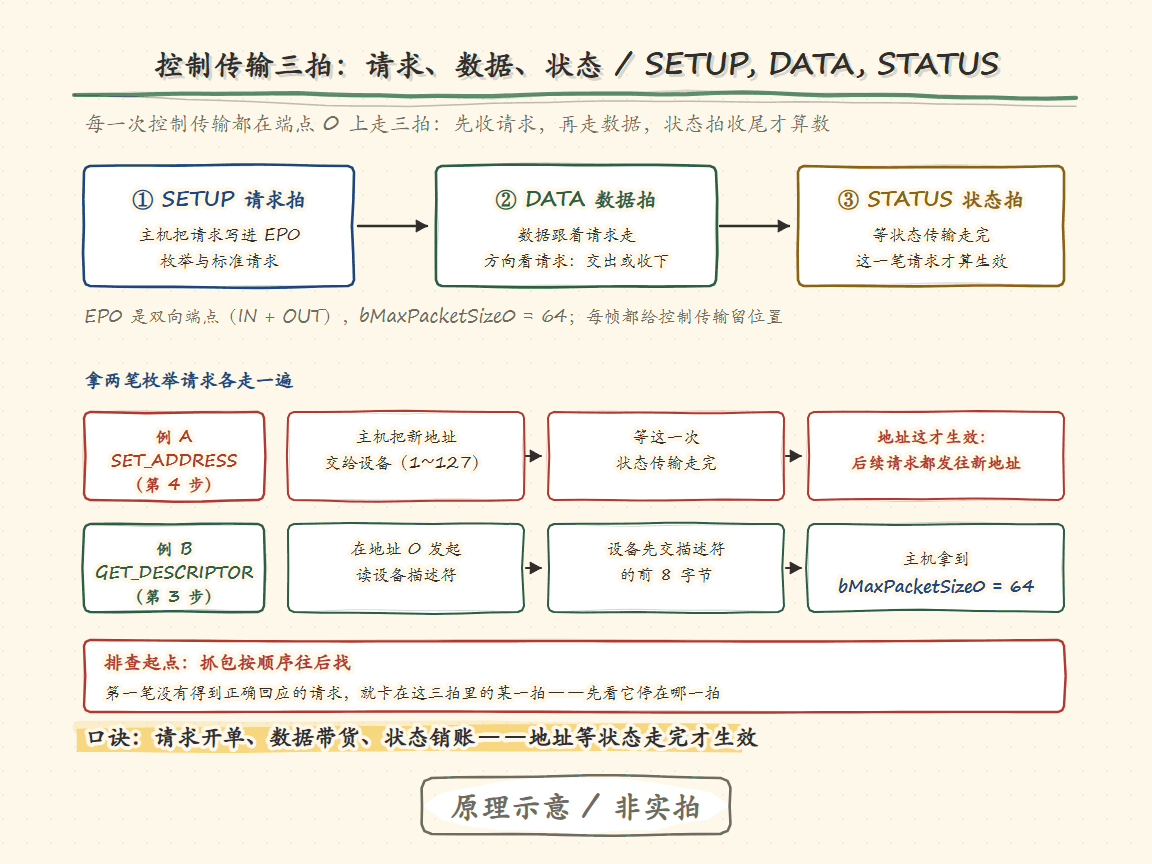 控制传输三拍：请求、数据、状态 / SETUP, DATA, STATUS
每一次控制传输都在端点 0 上走三拍：先收请求，再走数据，状态拍收尾才算数
① SETUP 请求拍
主机把请求写进 EP0
枚举与标准请求
② DATA 数据拍
数据跟着请求走
方向看请求：交出或收下
③ STATUS 状态拍
等状态传输走完
这一笔请求才算生效
EP0 是双向端点（IN + OUT），bMaxPacketSize0 = 64；每帧都给控制传输留位置
拿两笔枚举请求各走一遍
例 A
SET_ADDRESS
（第 4 步）
主机把新地址
交给设备（1~127）
等这一次
状态传输走完
地址这才生效：
后续请求都发往新地址
例 B
GET_DESCRIPTOR
（第 3 步）
在地址 0 发起
读设备描述符
设备先交描述符
的前 8 字节
主机拿到
bMaxPacketSize0 = 64
排查起点：抓包按顺序往后找
第一笔没有得到正确回应的请求，就卡在这三拍里的某一拍——先看它停在哪一拍
口诀：请求开单、数据带货、状态销账——地址等状态走完才生效
原理示意 / 非实拍